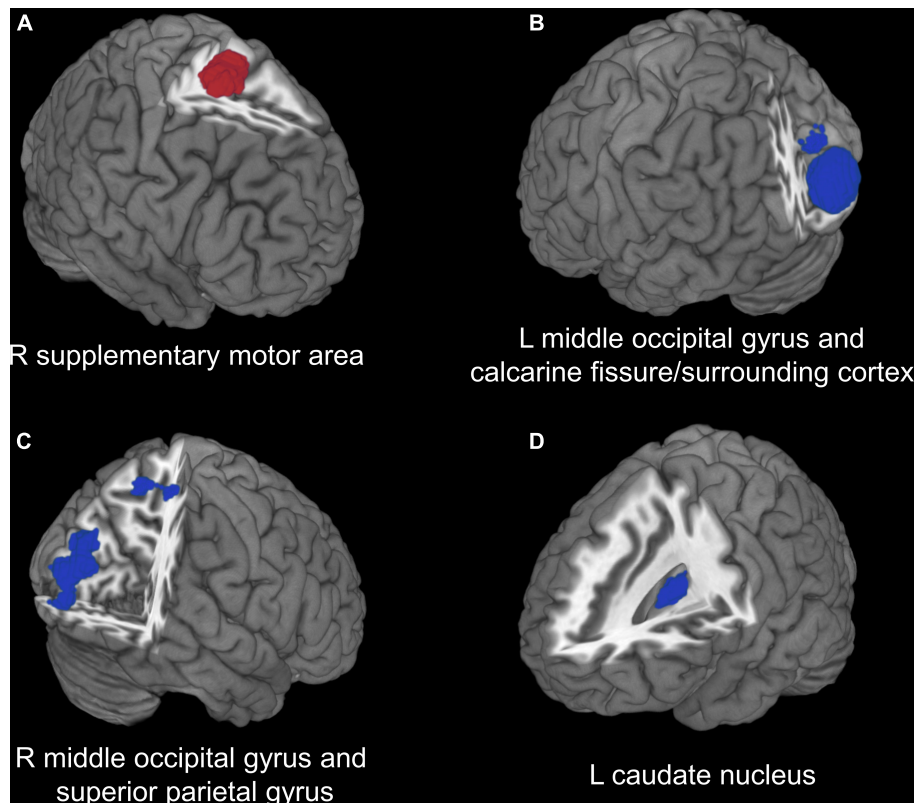 A
B
R supplementary motor area
L middle occipital gyrus and
calcarine fissure/surrounding cortex
C
D
R middle occipital gyrus and
superior parietal gyrus
L caudate nucleus